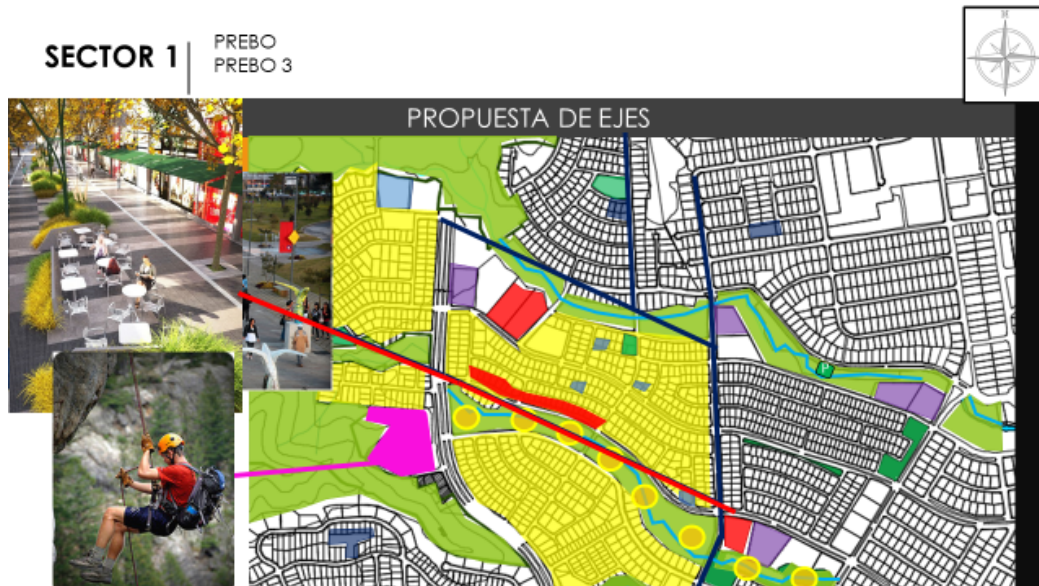 SECTOR 1
PREBO
PREBO 3
N
PROPUESTA DE EJES
P